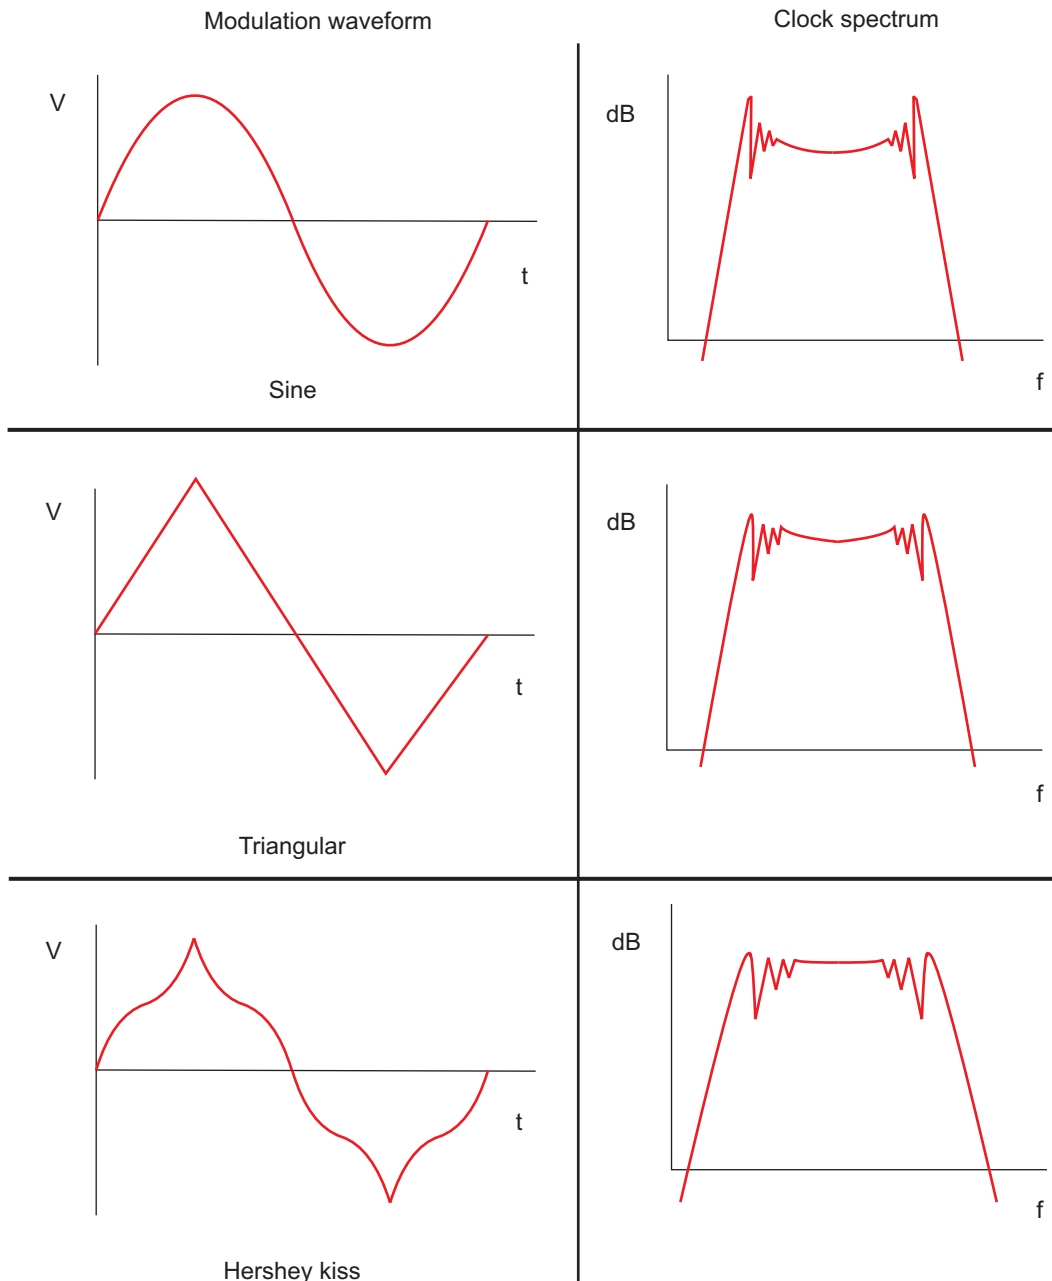 Modulation waveform
Clock spectrum
V
t
Sine
dB
f
V
t
Triangular
dB
f
V
t
Hershey kiss
dB
f